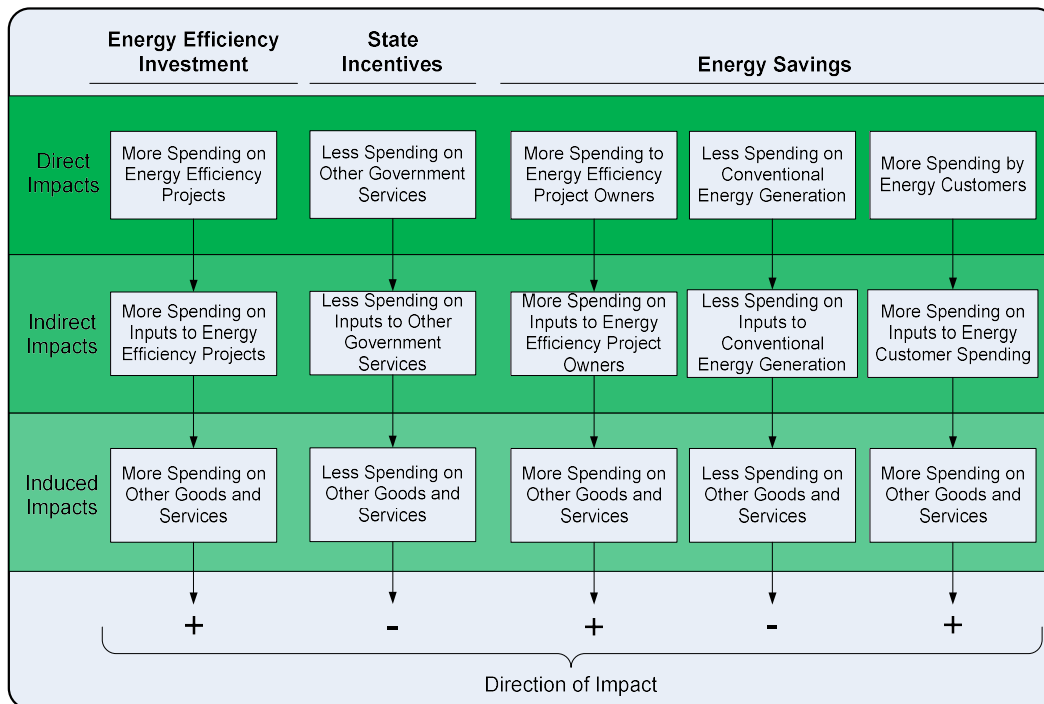 Energy Efficiency
Investment
State
Incentives
Energy Savings
Direct
Impacts
More Spending on
Energy Efficiency
Projects
Less Spending on
Other Government
Services
More Spending to
Energy Efficiency
Project Owners
Less Spending on
Conventional
Energy Generation
More Spending by
Energy Customers
Indirect
Impacts
More Spending on
Inputs to Energy
Efficiency Projects
Less Spending on
Inputs to Other
Government
Services
More Spending on
Inputs to Energy
Efficiency Project
Owners
Less Spending on
Inputs to
Conventional
Energy Generation
More Spending on
Inputs to Energy
Customer Spending
Induced
Impacts
More Spending on
Other Goods and
Services
Less Spending on
Other Goods and
Services
More Spending on
Other Goods and
Services
Less Spending on
Other Goods and
Services
More Spending on
Other Goods and
Services
+ - + - +
Direction of Impact